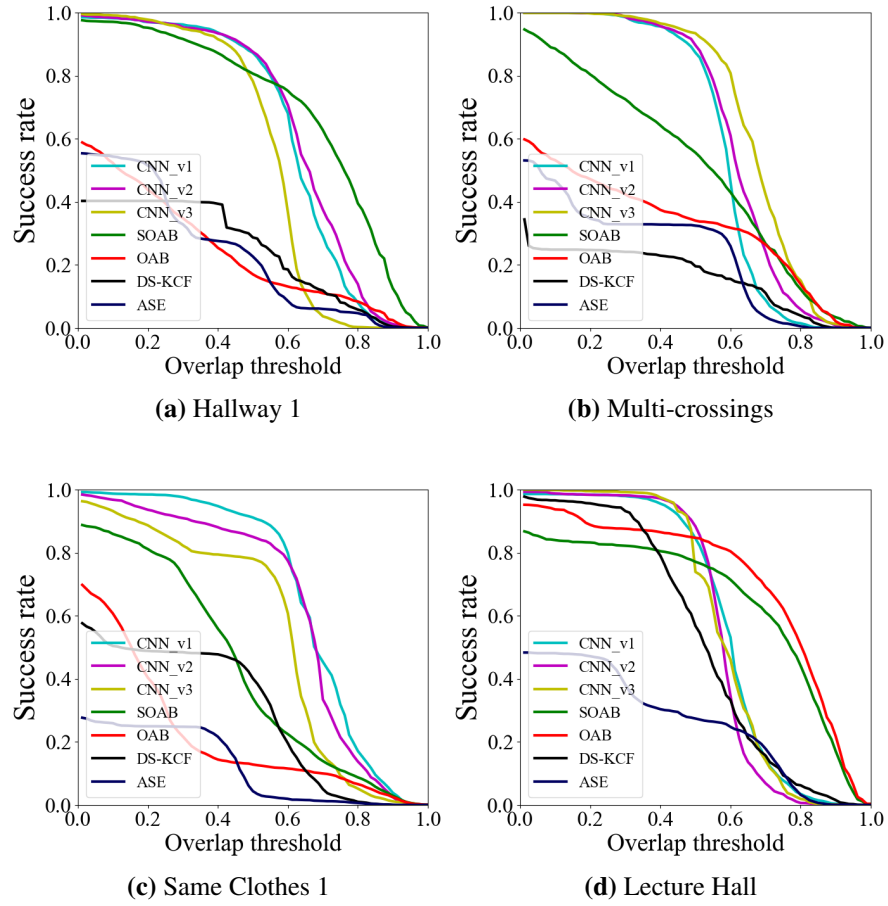 1.0
0.8
0.6
0.4
0.2
0.0
Success rate
CNN_v1
CNN_v2
CNN_v3
SOAB
OAB
DS-KCF
ASE
0.0 0.2 0.4 0.6 0.8 1.0
Overlap threshold
(a) Hallway 1
1.0
0.8
0.6
0.4
0.2
0.0
Success rate
CNN_v1
CNN_v2
CNN_v3
SOAB
OAB
DS-KCF
ASE
0.0 0.2 0.4 0.6 0.8 1.0
Overlap threshold
(b) Multi-crossings
1.0
0.8
0.6
0.4
0.2
0.0
Success rate
CNN_v1
CNN_v2
CNN_v3
SOAB
OAB
DS-KCF
ASE
0.0 0.2 0.4 0.6 0.8 1.0
Overlap threshold
(c) Same Clothes 1
1.0
0.8
0.6
0.4
0.2
0.0
Success rate
CNN_v1
CNN_v2
CNN_v3
SOAB
OAB
DS-KCF
ASE
0.0 0.2 0.4 0.6 0.8 1.0
Overlap threshold
(d) Lecture Hall